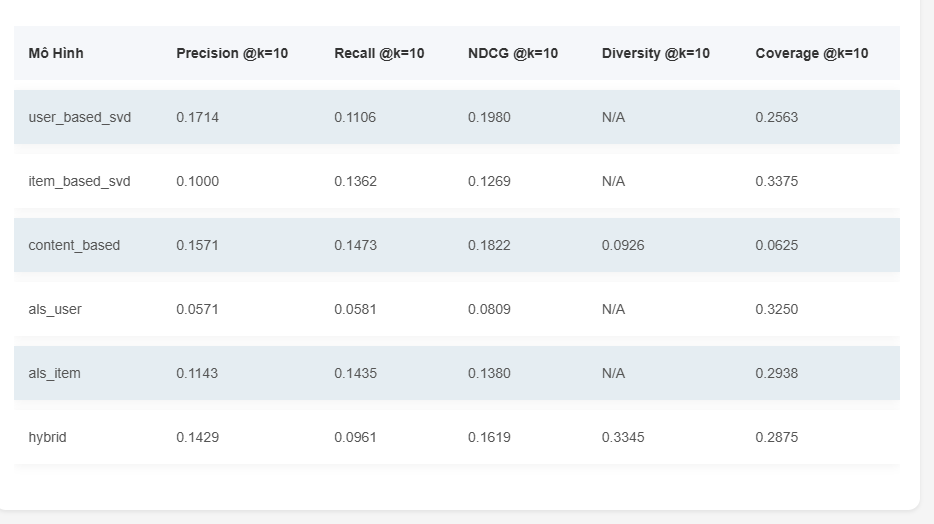 Mô Hình Precision @k=10 Recall @k=10 NDCG @k=10 Diversity @k=10 Coverage @k=10
user_based_svd 0.1714 0.1106 0.1980 N/A 0.2563
item_based_svd 0.1000 0.1362 0.1269 N/A 0.3375
content_based 0.1571 0.1473 0.1822 0.0926 0.0625
als_user 0.0571 0.0581 0.0809 N/A 0.3250
als_item 0.1143 0.1435 0.1380 N/A 0.2938
hybrid 0.1429 0.0961 0.1619 0.3345 0.2875